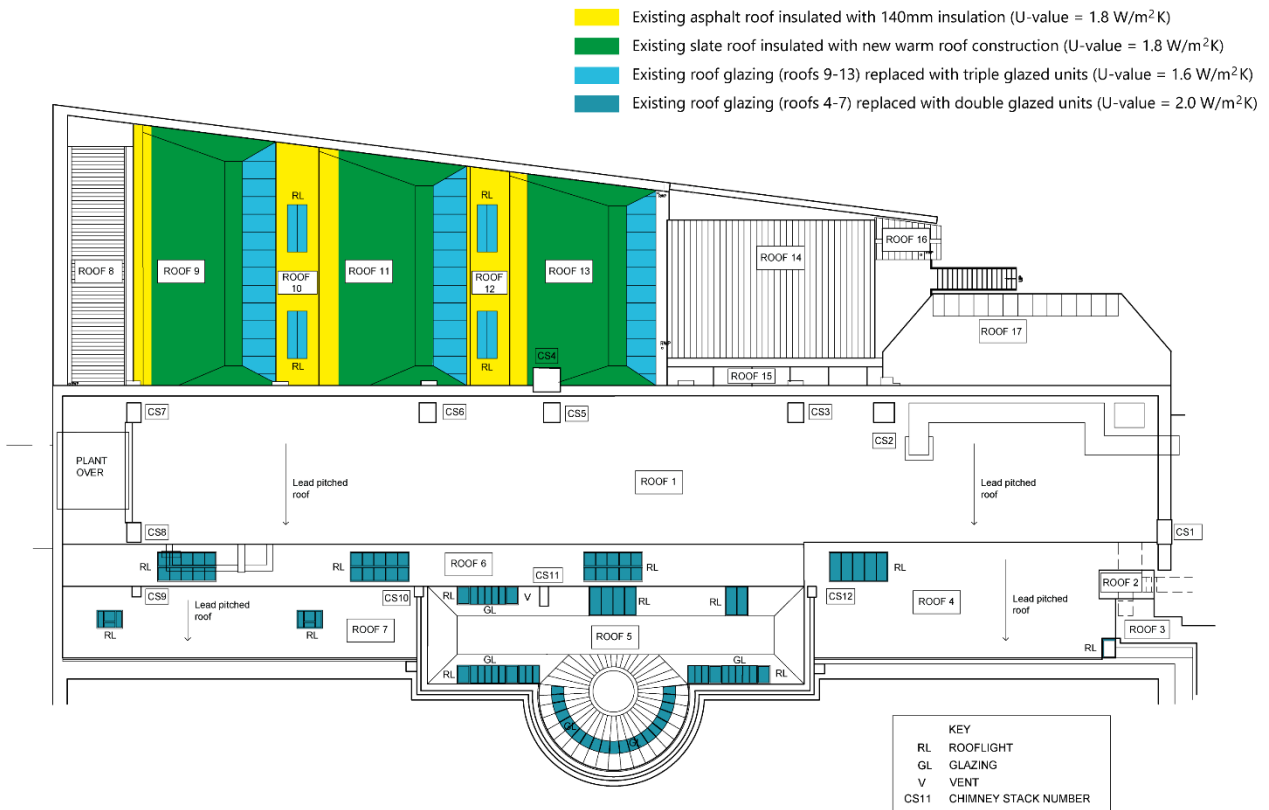 Existing asphalt roof insulated with 140mm insulation (U-value = 1.8 W/m²K)
Existing slate roof insulated with new warm roof construction (U-value = 1.8 W/m²K)
Existing roof glazing (roofs 9-13) replaced with triple glazed units (U-value = 1.6 W/m²K)
Existing roof glazing (roofs 4-7) replaced with double glazed units (U-value = 2.0 W/m²K)
RL
RL
ROOF 16
ROOF 14
ROOF 8
ROOF 9
ROOF 10
ROOF 11
ROOF 12
ROOF 13
ROOF 17
RL
RL
CS4
ROOF 15
CS7
CS6
CS5
CS3
CS2
PLANT OVER
ROOF 1
Lead pitched roof
Lead pitched roof
CS8
CS1
RL
RL
ROOF 6
RL
RL
CS11
ROOF 2
CS9
CS10
RL
GL
V
RL
RL
CS12
ROOF 4
Lead pitched roof
Lead pitched roof
RL
RL
ROOF 7
ROOF 5
ROOF 3
RL
RL
GL
GL
RL
GL
GL
KEY
RL ROOFLIGHT
GL GLAZING
V VENT
CS11 CHIMNEY STACK NUMBER